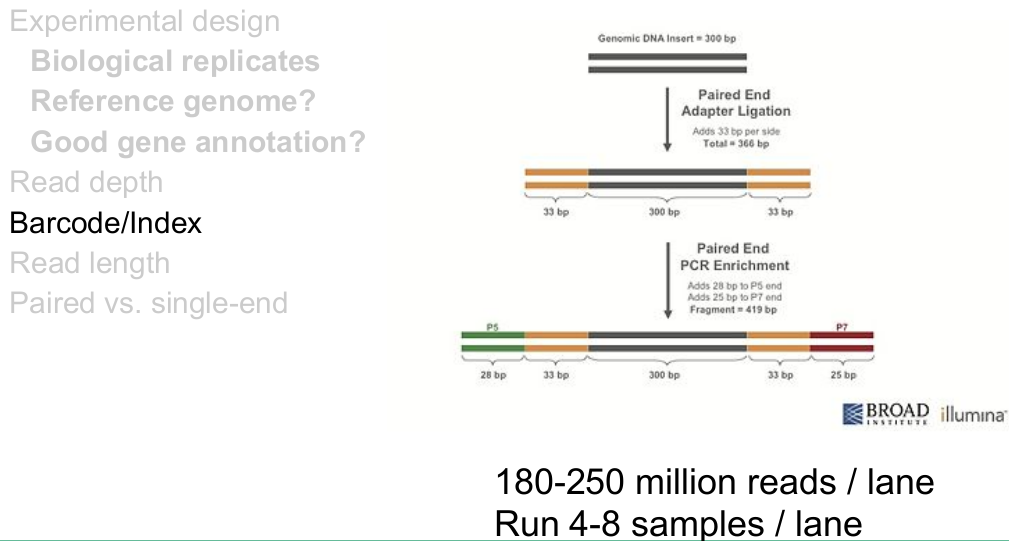 Experimental design
Biological replicates
Reference genome?
Good gene annotation?
Read depth
Barcode/Index
Read length
Paired vs. single-end
Genomic DNA Insert = 300 bp
Paired End
Adapter Ligation
Adds 33 bp per side
Total = 366 bp
33 bp 300 bp 33 bp
Paired End
PCR Enrichment
Adds 28 bp to P5 end
Adds 25 bp to P7 end
Fragment = 419 bp
P5 P7
28 bp 33 bp 300 bp 33 bp 25 bp
BROAD
INSTITUTE
illumina
180-250 million reads / lane
Run 4-8 samples / lane